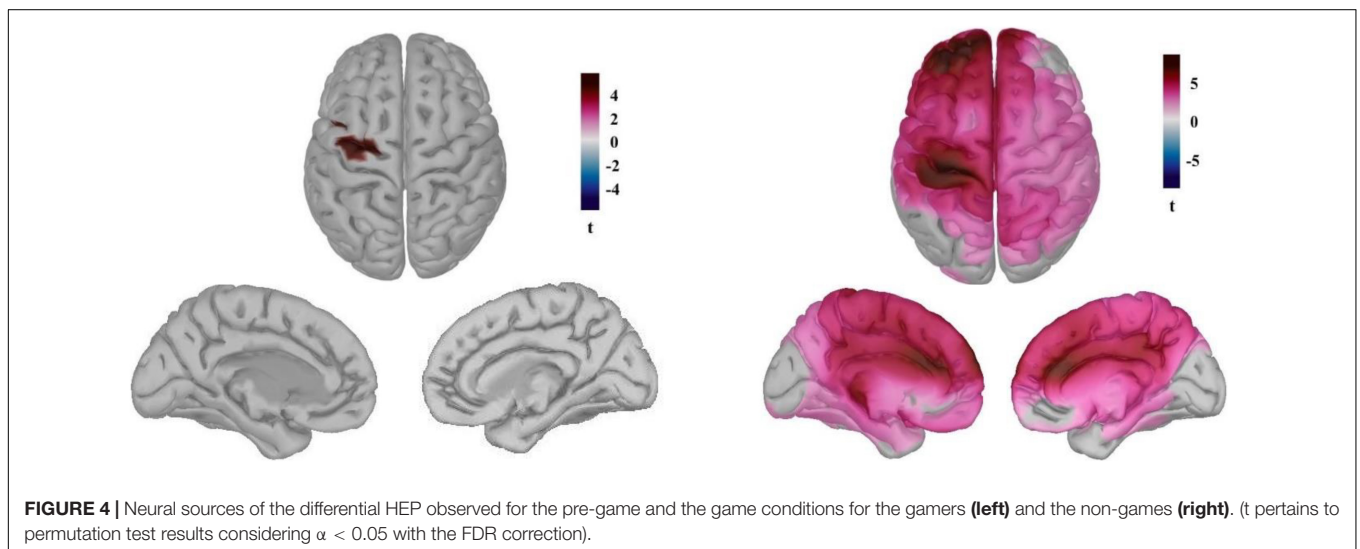 4
2
0
-2
-4
t
5
0
-5
t
FIGURE 4 | Neural sources of the differential HEP observed for the pre-game and the game conditions for the gamers (left) and the non-games (right). (t pertains to
permutation test results considering α < 0.05 with the FDR correction).